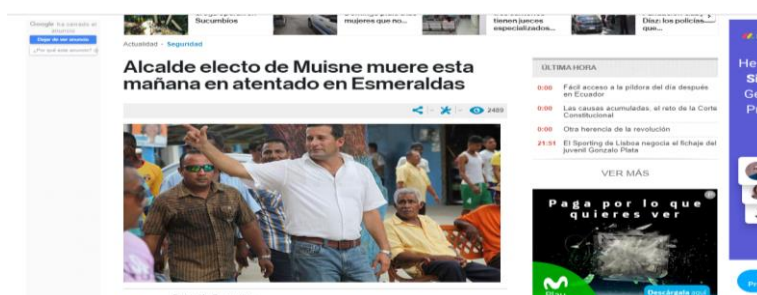 Google ha cerrado el anuncio
Dejar de ver anuncio
¿Por qué este anuncio?
Sucumbios
mujeres que no...
tienen jueces
especializados...
Díaz: los policías
que...
Actualidad - Seguridad
Alcalde electo de Muisne muere esta
mañana en atentado en Esmeraldas
2489
ÚLTIMA HORA
0:00 Fácil acceso a la píldora del día después
en Ecuador
0:00 Las causas acumuladas, el reto de la Corte
Constitucional
0:00 Otra herencia de la revolución
21:51 El Sporting de Lisboa negocia el fichaje del
juvenil Gonzalo Plata
VER MÁS
Paga por lo que
quieres ver
Play
Descárgala aquí